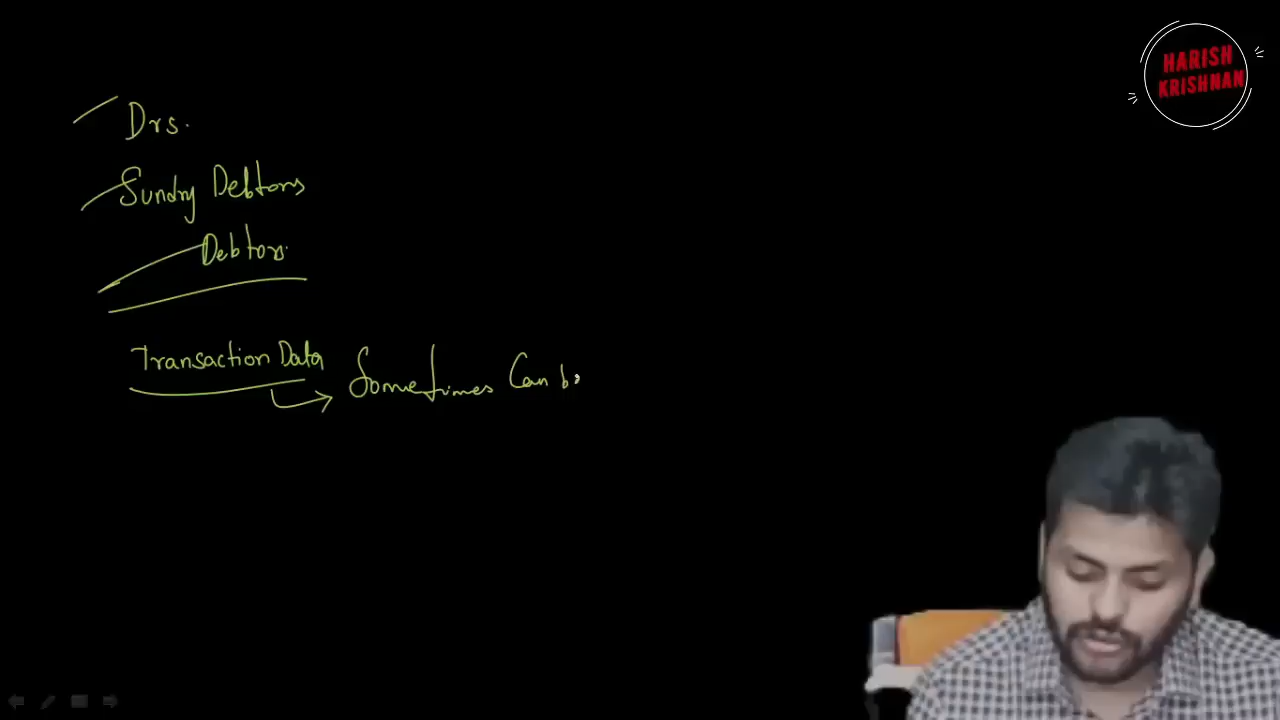 HARISH
KRISHNAN
Drs.
Sundry Debtors
Debtors.
Transaction Data
Sometimes Can b